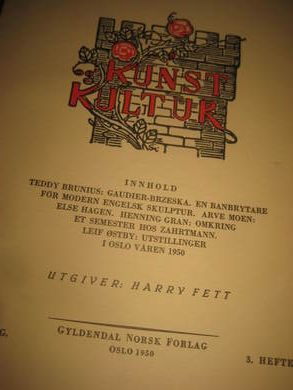 KUNST
KULTUR
INNHOLD
TEDDY BRUNIUS: GAUDIER-BRZESKA. EN BANBRYTARE
FÖR MODERN ENGELSK SKULPTUR. ARVE MOEN:
ELSE HAGEN. HENNING GRAN: OMKRING
ET SEMESTER HOS ZAHRTMANN.
LEIF ØSTBY: UTSTILLINGER
I OSLO VÅREN 1950
UTGIVER: HARRY FETT
G.
GYLDENDAL NORSK FORLAG
3. HEFTE
OSLO 1950